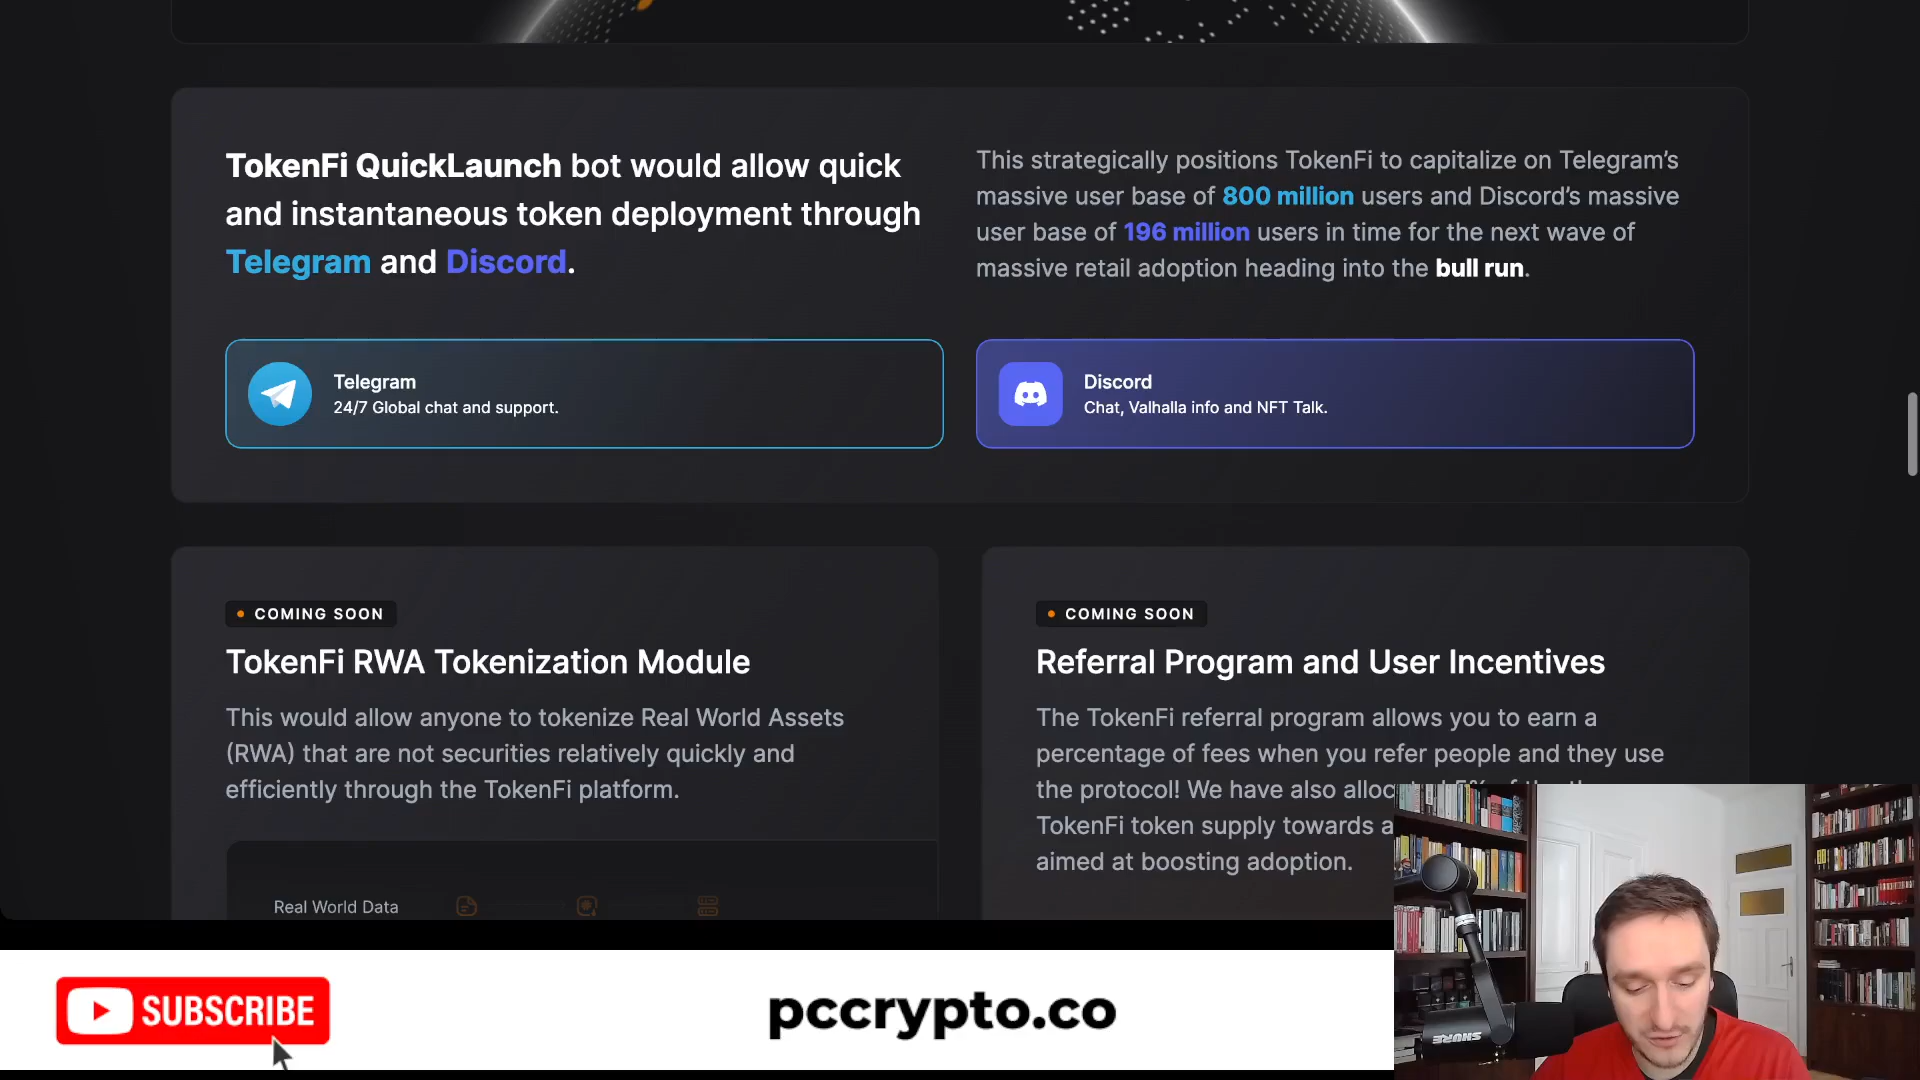 TokenFi QuickLaunch bot would allow quick
and instantaneous token deployment through
Telegram and Discord.
This strategically positions TokenFi to capitalize on Telegram's
massive user base of 800 million users and Discord's massive
user base of 196 million users in time for the next wave of
massive retail adoption heading into the bull run.
Telegram
24/7 Global chat and support.
Discord
Chat, Valhalla info and NFT Talk.
COMING SOON
TokenFi RWA Tokenization Module
This would allow anyone to tokenize Real World Assets
(RWA) that are not securities relatively quickly and
efficiently through the TokenFi platform.
Real World Data
COMING SOON
Referral Program and User Incentives
The TokenFi referral program allows you to earn a
percentage of fees when you refer people and they use
the protocol! We have also
TokenFi token supply towards
aimed at boosting adoption.
SUBSCRIBE
pccrypto.co
SHURE